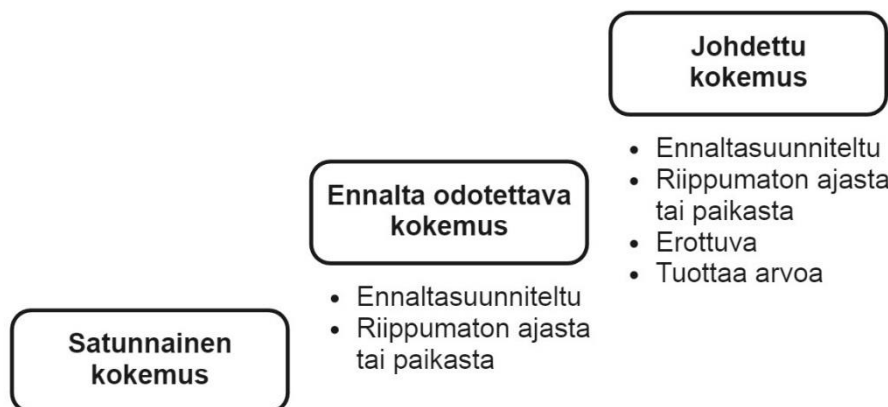 Johdettu
kokemus
• Ennaltasuunniteltu
• Riippumaton ajasta
tai paikasta
• Erottuva
• Tuottaa arvoa
Ennalta odotettava
kokemus
• Ennaltasuunniteltu
• Riippumaton ajasta
tai paikasta
Satunnainen
kokemus